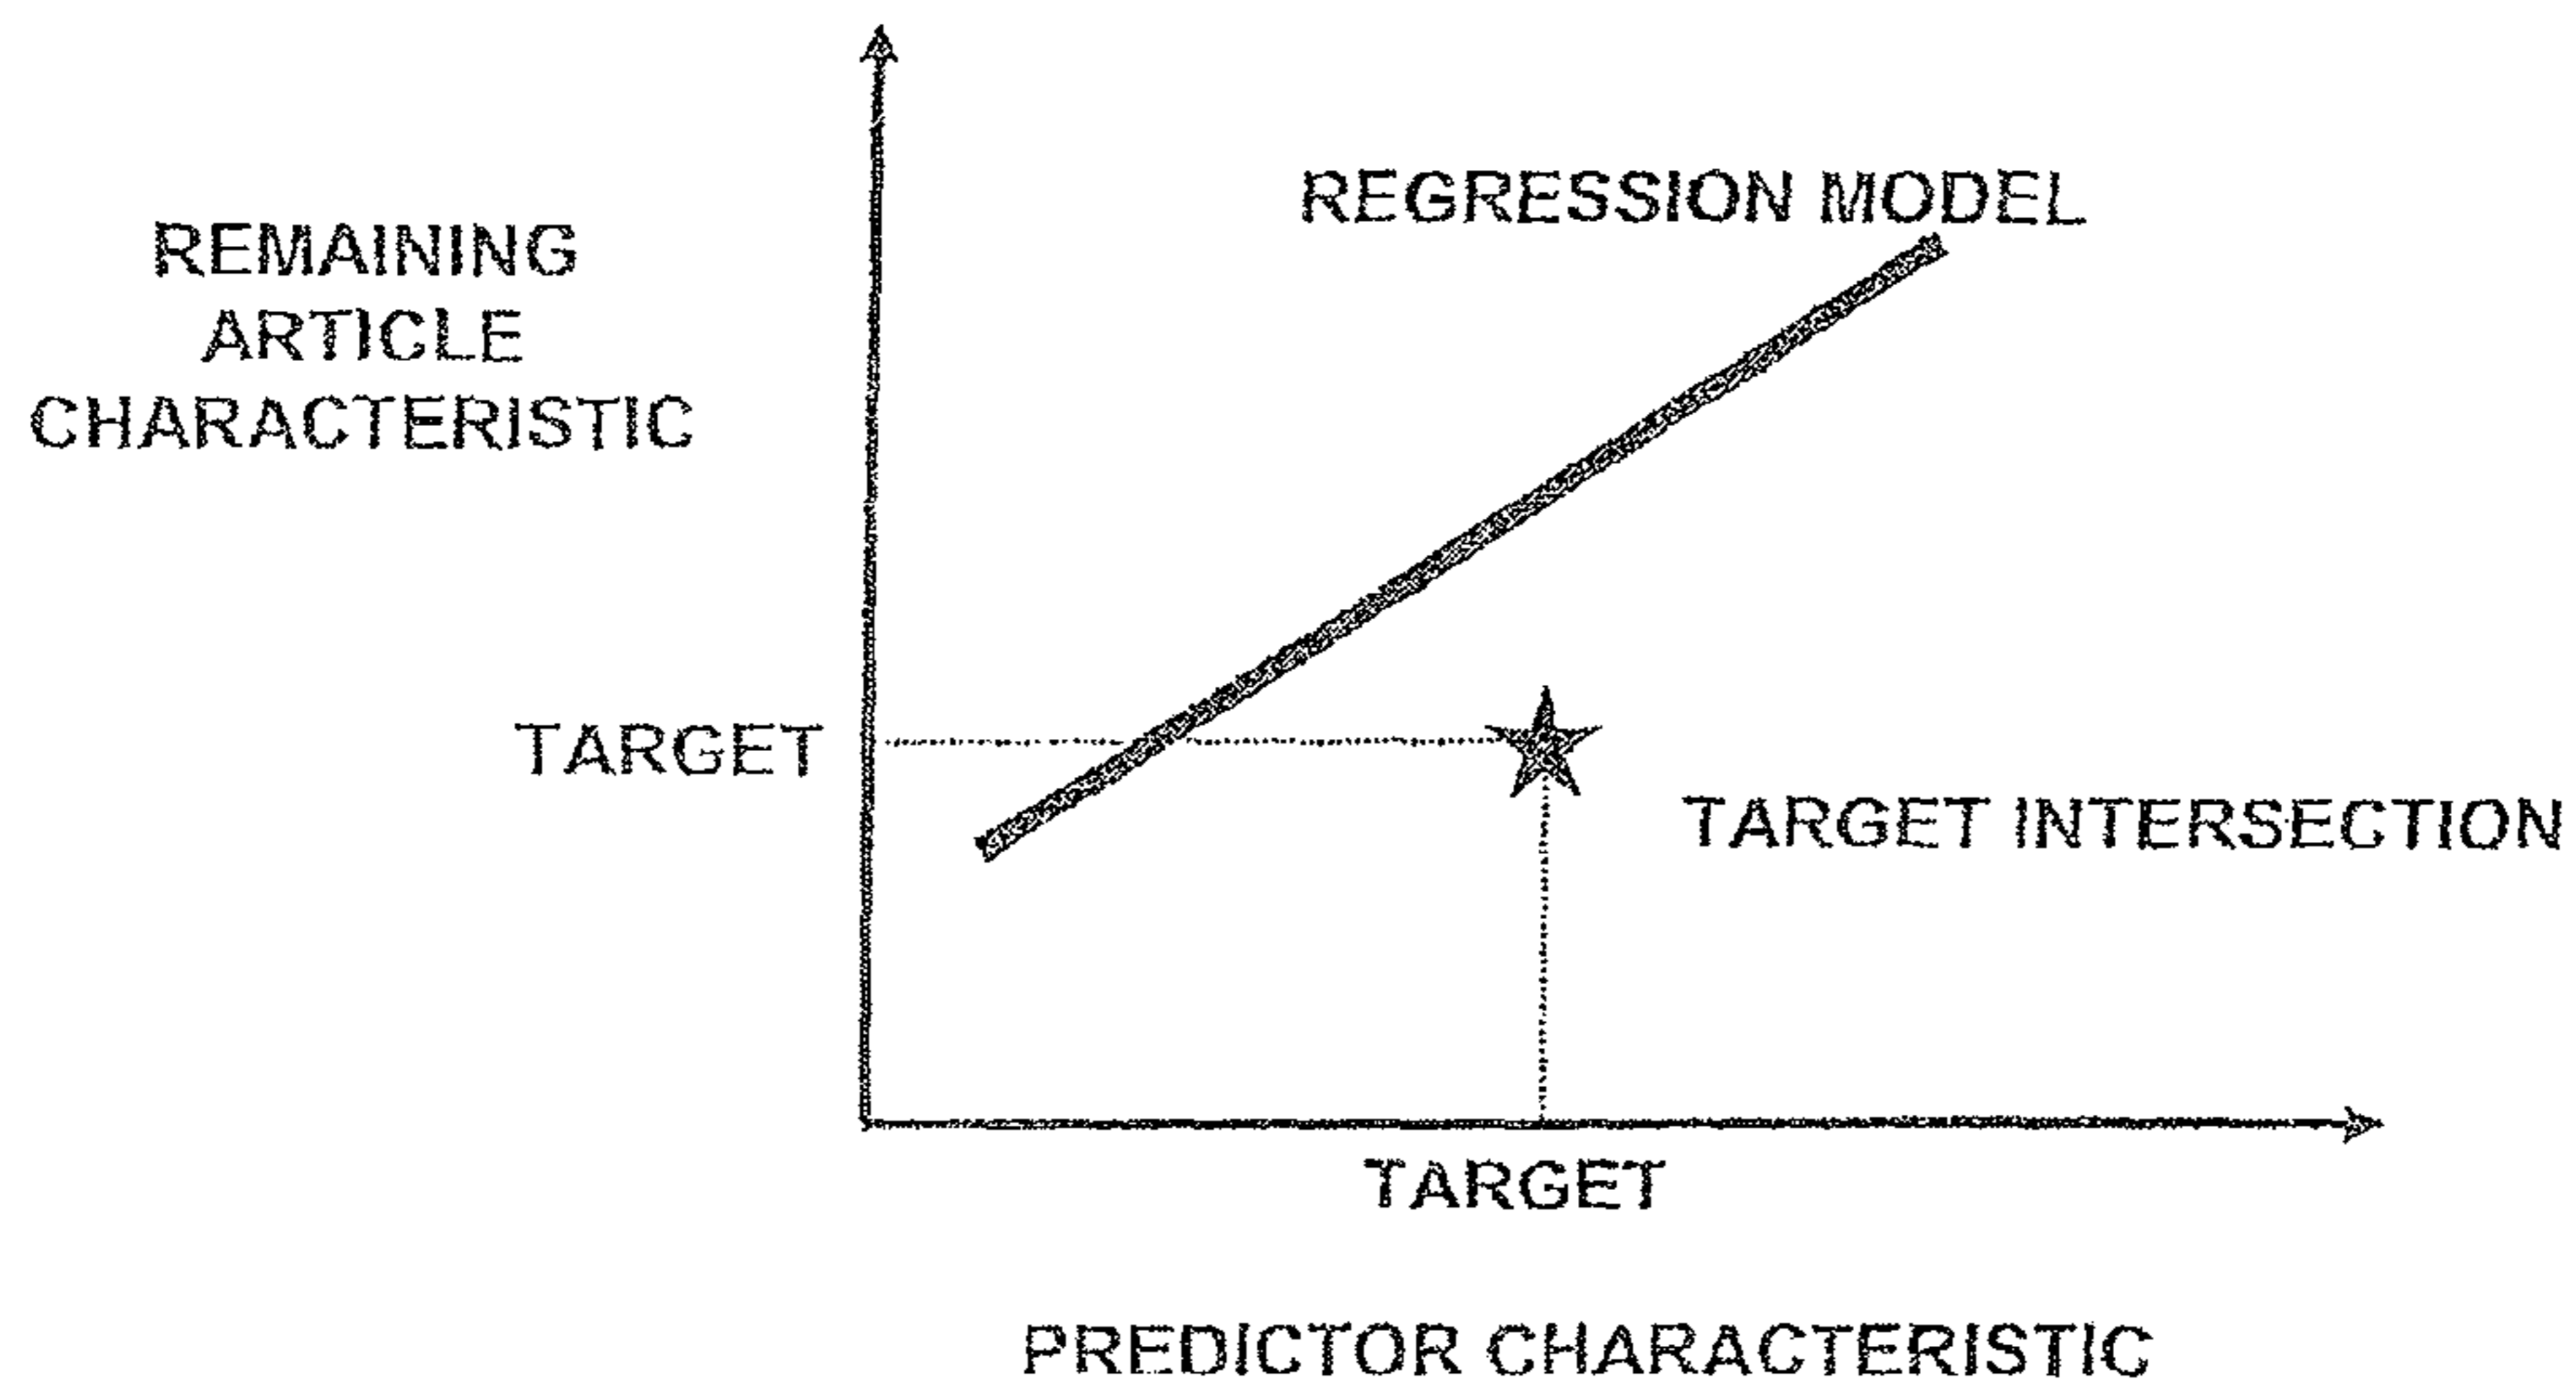 REGRESSION MODEL
REMAINING
ARTICLE
CHARACTERISTIC
TARGET
TARGET INTERSECTION
TARGET
PREDICTOR CHARACTERISTIC